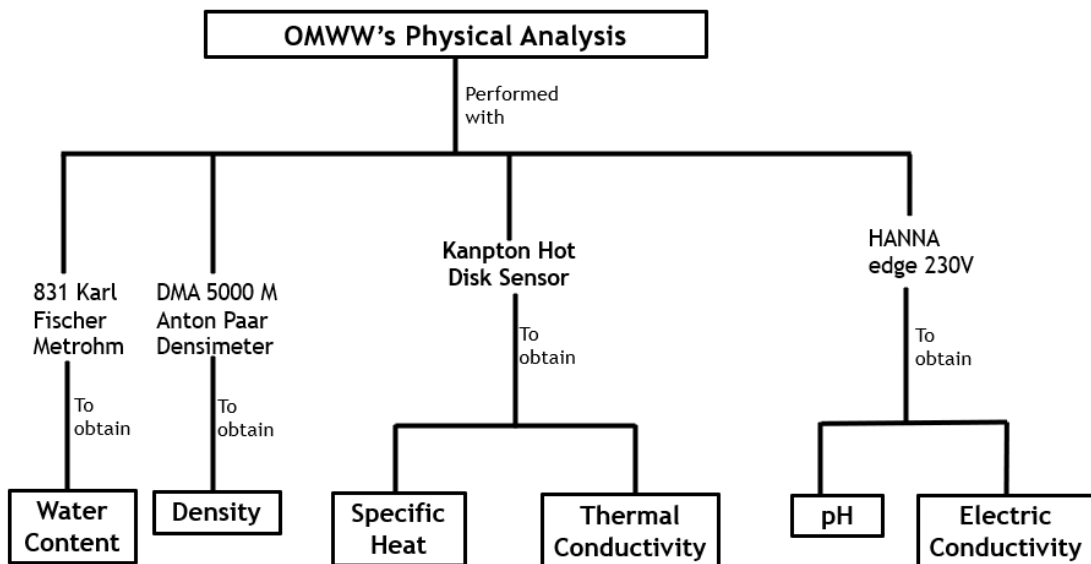 OMWW's Physical Analysis
Performed
with
831 Karl
Fischer
Metrohm
DMA 5000 M
Anton Paar
Densimeter
Kanpton Hot
Disk Sensor
HANNA
edge 230V
To
obtain
To
obtain
To
obtain
To
obtain
Water
Content
Density
Specific
Heat
Thermal
Conductivity
pH
Electric
Conductivity